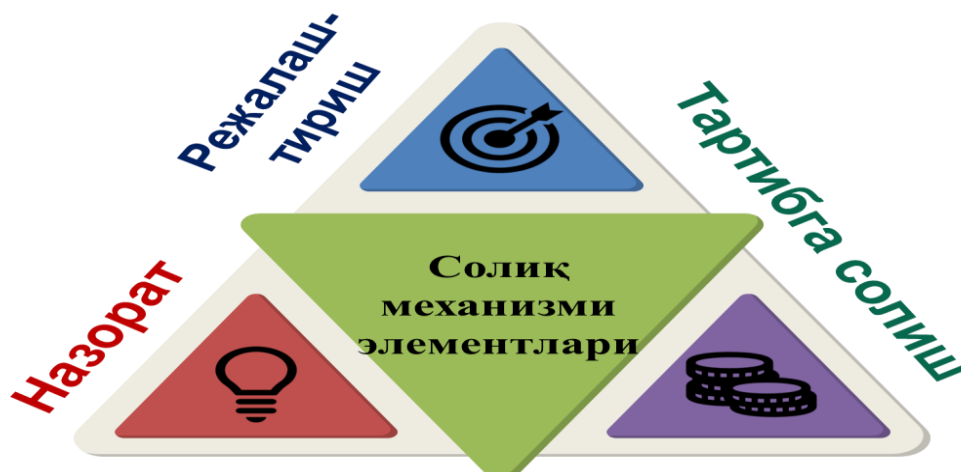 Режалаш-
тириш
Тартибга солиш
Назорат
Солиқ
механизми
элементлари